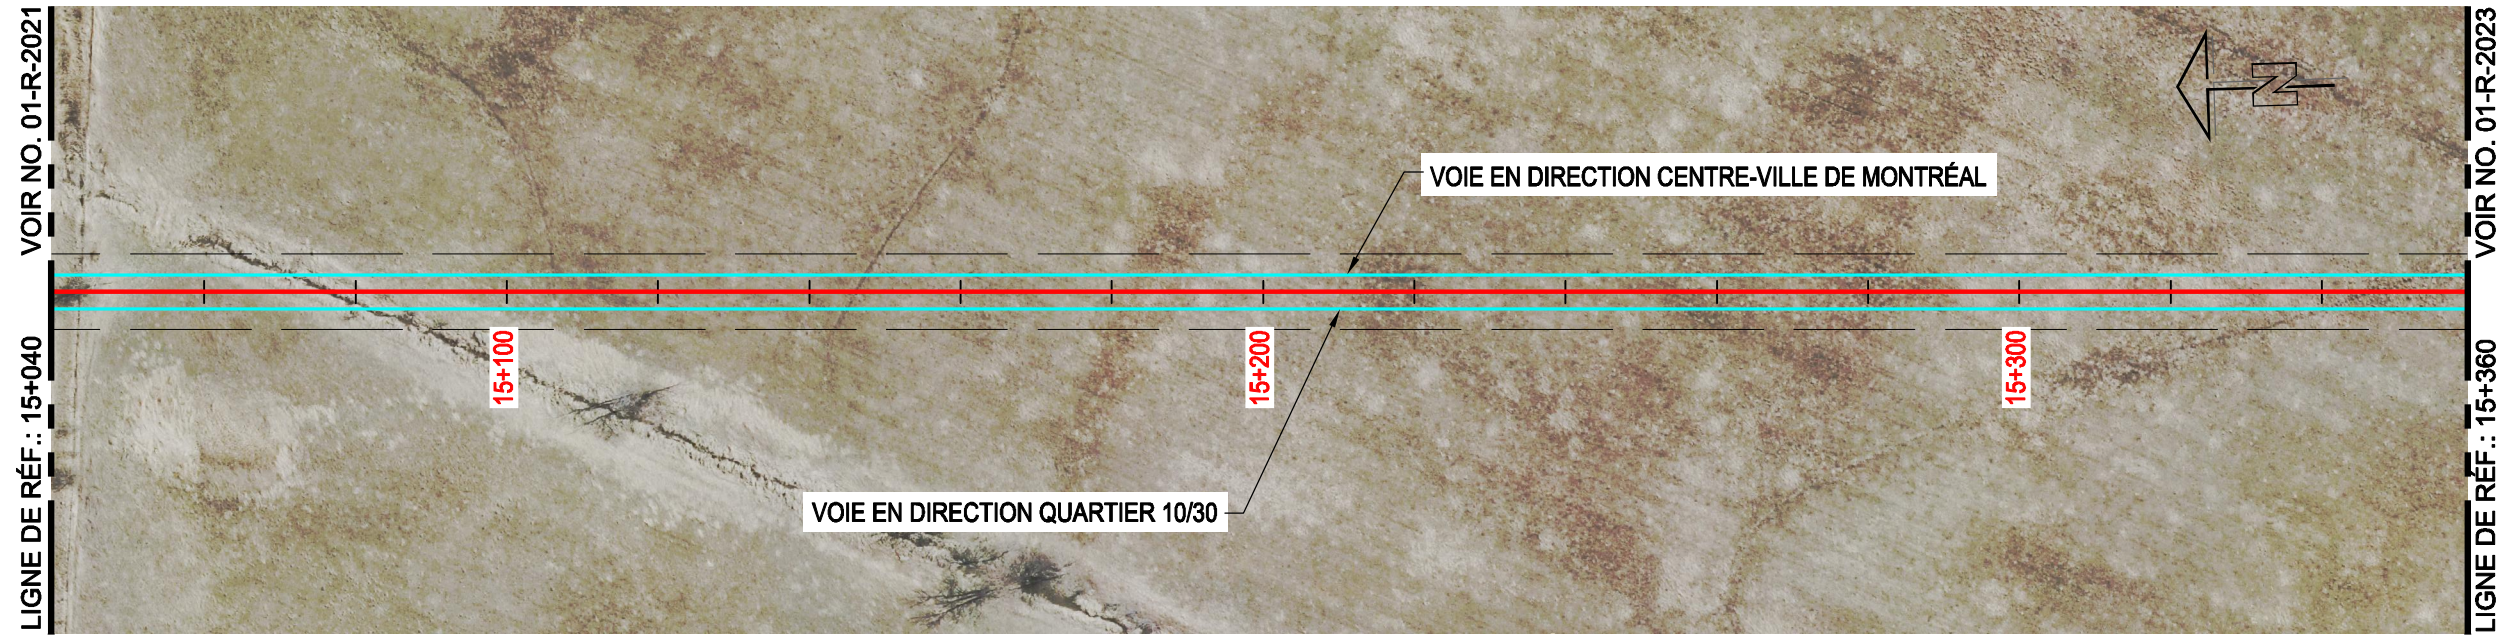 VOIR NO. 01-R-2021
LIGNE DE RÉF.: 15+040
N
VOIE EN DIRECTION CENTRE-VILLE DE MONTRÉAL
15+100
15+200
15+300
VOIE EN DIRECTION QUARTIER 10/30
VOIR NO. 01-R-2023
LIGNE DE RÉF.: 15+360